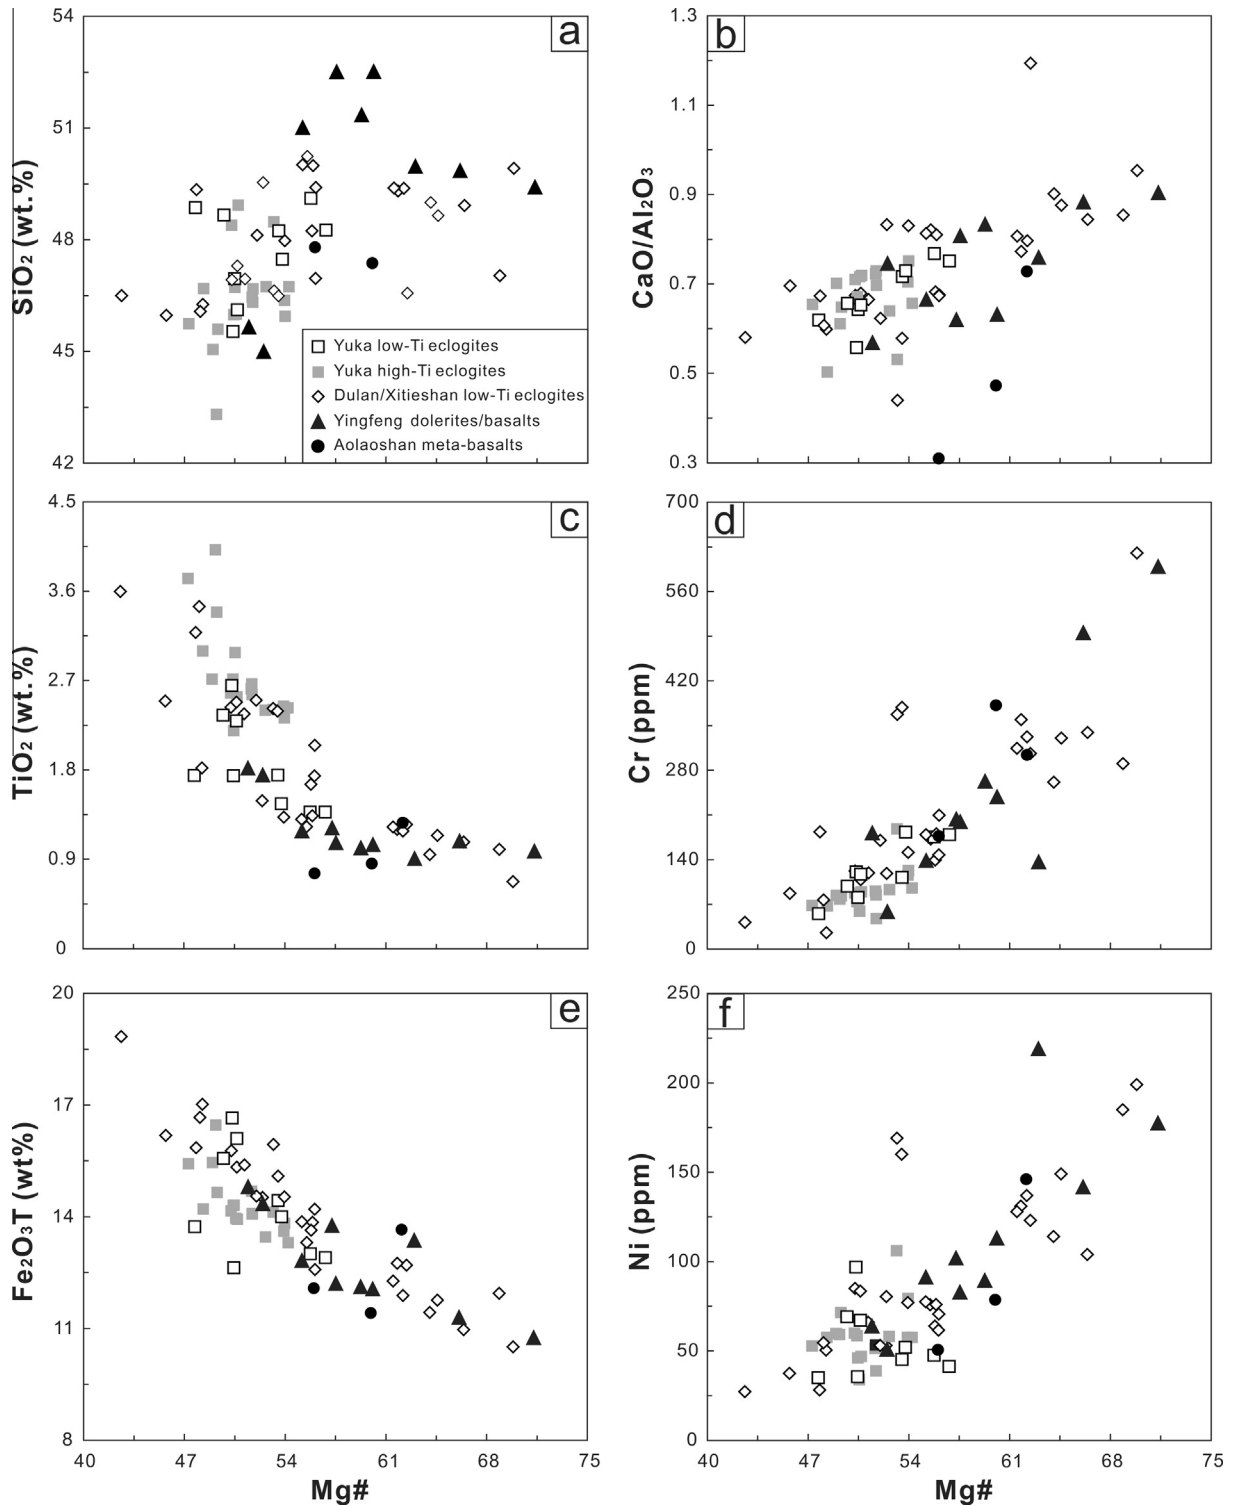 54
51
48
45
42
SiO2 (wt.%)
a
Yuka low-Ti eclogites
Yuka high-Ti eclogites
Dulan/Xitieshan low-Ti eclogites
Yingfeng dolerites/basalts
Aolaoshan meta-basalts
1.3
1.1
0.9
0.7
0.5
0.3
CaO/Al2O3
b
4.5
3.6
2.7
1.8
0.9
0
TiO2 (wt.%)
c
700
560
420
280
140
0
Cr (ppm)
d
20
17
14
11
8
Fe2O3T (wt%)
e
40 47 54 61 68 75
Mg#
250
200
150
100
50
0
Ni (ppm)
f
40 47 54 61 68 75
Mg#